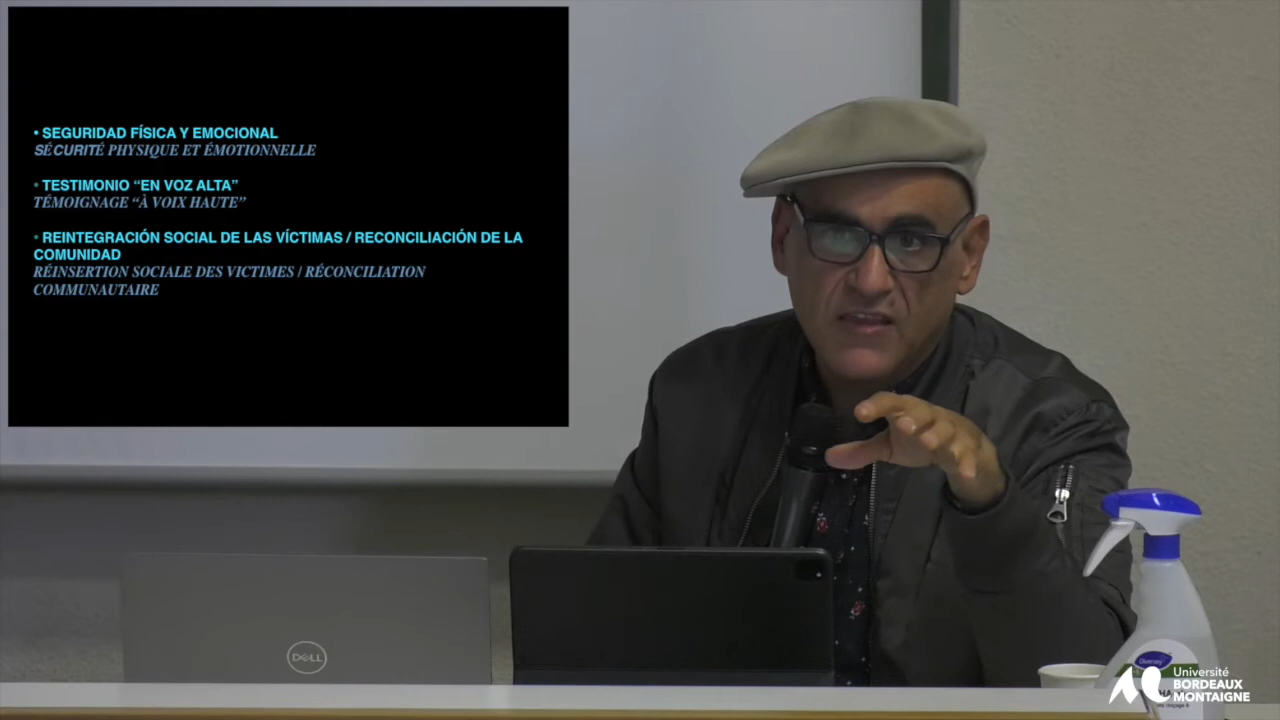 • SEGURIDAD FÍSICA Y EMOCIONAL
SÉCURITÉ PHYSIQUE ET ÉMOTIONNELLE
• TESTIMONIO “EN VOZ ALTA”
TÉMOIGNAGE “À VOIX HAUTE”
• REINTEGRACIÓN SOCIAL DE LAS VÍCTIMAS / RECONCILIACIÓN DE LA
COMUNIDAD
RÉINSERTION SOCIALE DES VICTIMES / RÉCONCILIATION
COMMUNAUTAIRE
DELL
Diversey
Université
BORDEAUX
MONTAIGNE